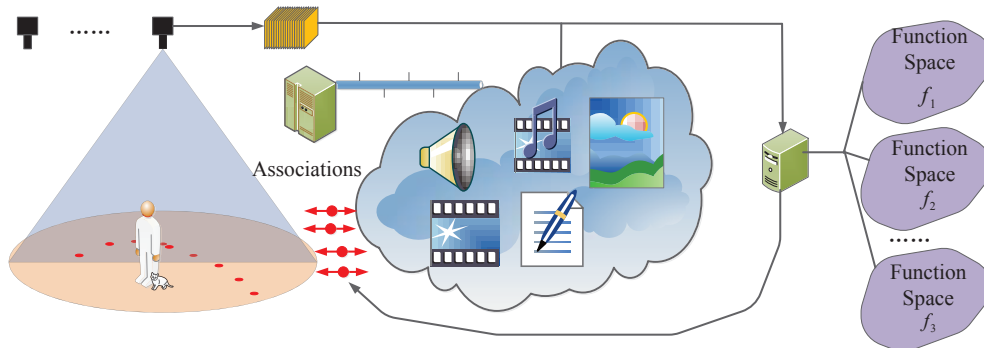 ......
Function
Space
f1
Associations
Function
Space
f2
......
Function
Space
f3